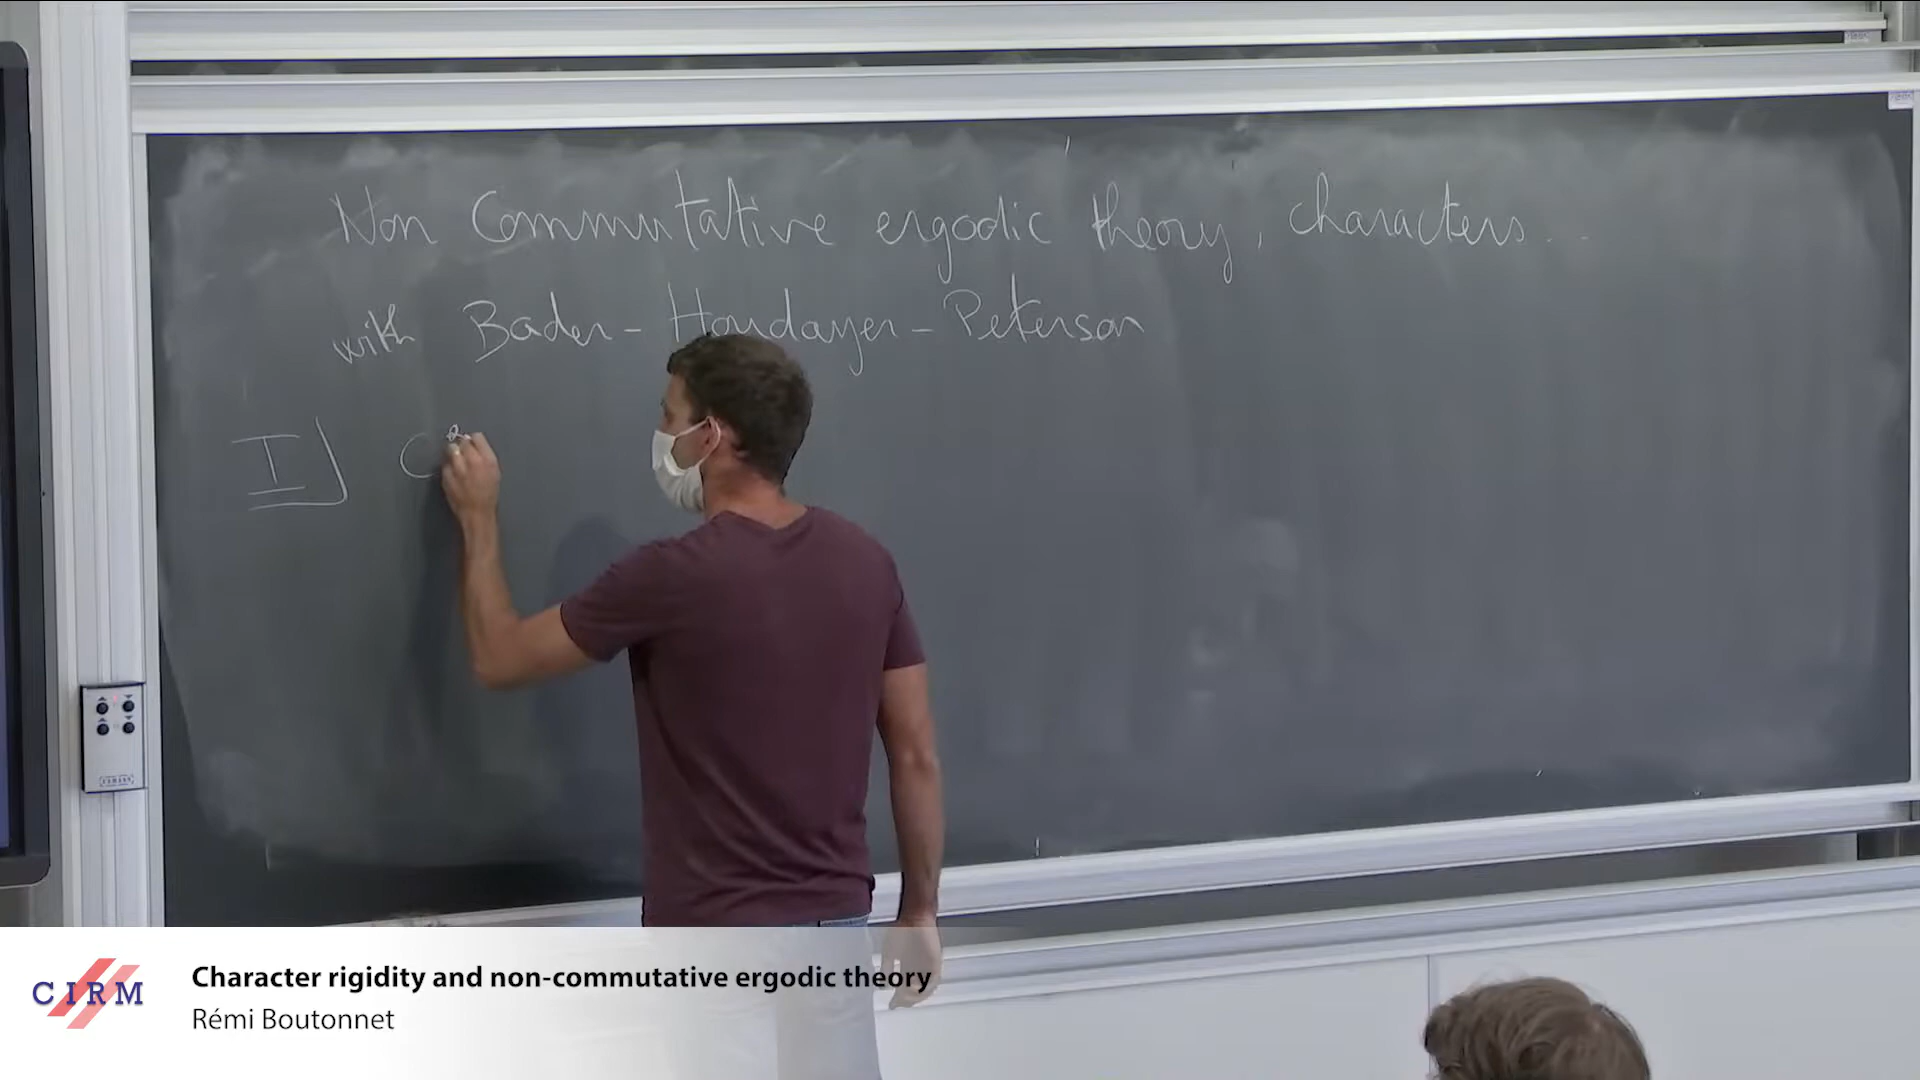 Non Commutative ergodic theory, characters...
with Bader - Houdayer - Peterson
I] C*
CIRM
Character rigidity and non-commutative ergodic theory
Rémi Boutonnet